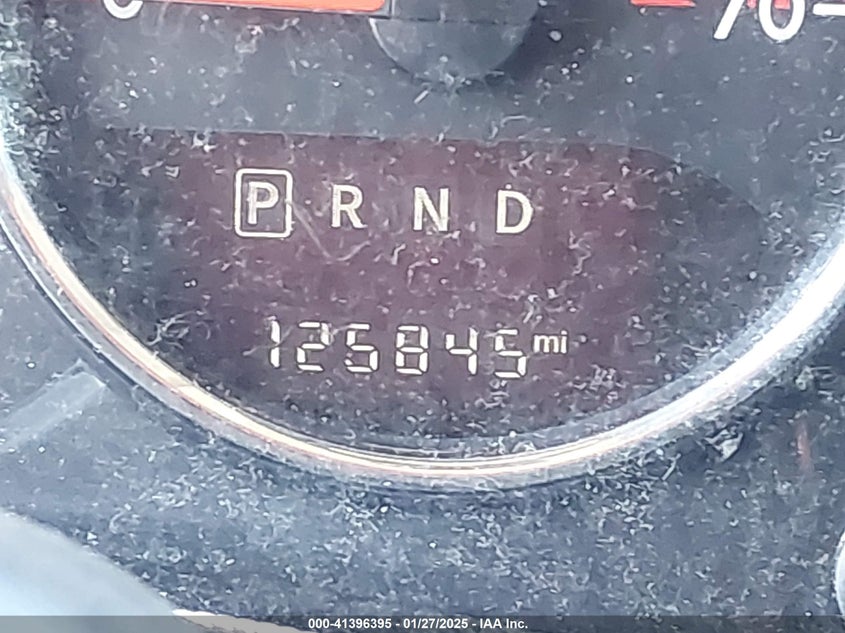 C
70
P R N D
125845 mi
000-41396395 — 01/27/2025 - IAA Inc.